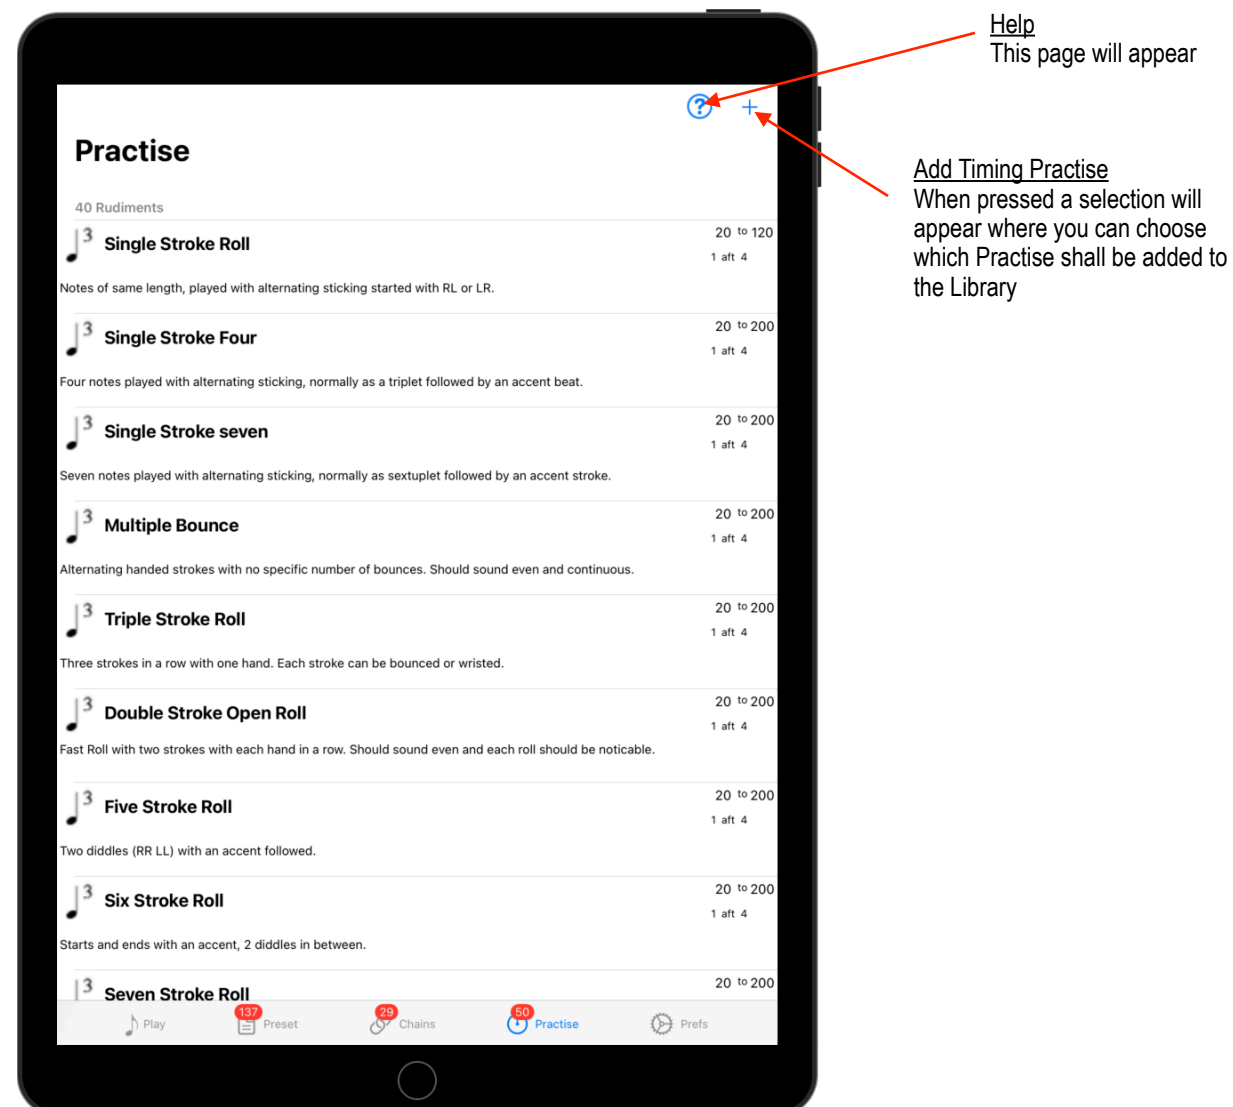 Help
This page will appear
?
+
Practise
Add Timing Practise
When pressed a selection will
appear where you can choose
which Practise shall be added to
the Library
40 Rudiments
3 Single Stroke Roll 20 to 120
1 aft 4
Notes of same length, played with alternating sticking started with RL or LR.
3 Single Stroke Four 20 to 200
1 aft 4
Four notes played with alternating sticking, normally as a triplet followed by an accent beat.
3 Single Stroke seven 20 to 200
1 aft 4
Seven notes played with alternating sticking, normally as sextuplet followed by an accent stroke.
3 Multiple Bounce 20 to 200
1 aft 4
Alternating handed strokes with no specific number of bounces. Should sound even and continuous.
3 Triple Stroke Roll 20 to 200
1 aft 4
Three strokes in a row with one hand. Each stroke can be bounced or wristed.
3 Double Stroke Open Roll 20 to 200
1 aft 4
Fast Roll with two strokes with each hand in a row. Should sound even and each roll should be noticable.
3 Five Stroke Roll 20 to 200
1 aft 4
Two diddles (RR LL) with an accent followed.
3 Six Stroke Roll 20 to 200
1 aft 4
Starts and ends with an accent, 2 diddles in between.
3 Seven Stroke Roll 20 to 200
137 29 50
Play Preset Chains Practise Prefs